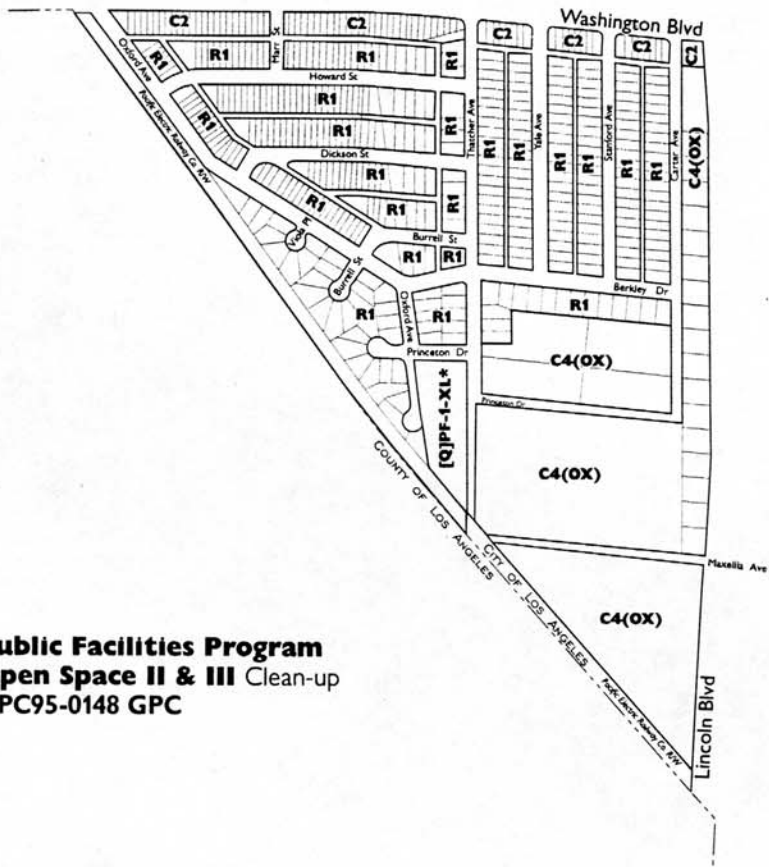 Washington Blvd
C2
C2
C2
C2
C2
C2
Oxford Ave
Marr St
R1
R1
R1
R1
Howard St
R1
R1
R1
R1
Thatcher Ave
Yale Ave
Stanford Ave
Carter Ave
C4(OX)
Pacific Electric Railway Co R/W
Dickson St
R1
R1
R1
R1
R1
R1
R1
R1
R1
R1
R1
Viola Pl
Burrell St
Burrell St
R1
R1
Berkley Dr
R1
Oxford Ave
R1
R1
Princeton Dr
C4(OX)
Princeton Dr
[Q]PF-1-XL*
C4(OX)
COUNTY OF LOS ANGELES
CITY OF LOS ANGELES
Maxella Ave
C4(OX)
Pacific Electric Railway Co R/W
Lincoln Blvd
ublic Facilities Program
pen Space II & III Clean-up
PC95-0148 GPC